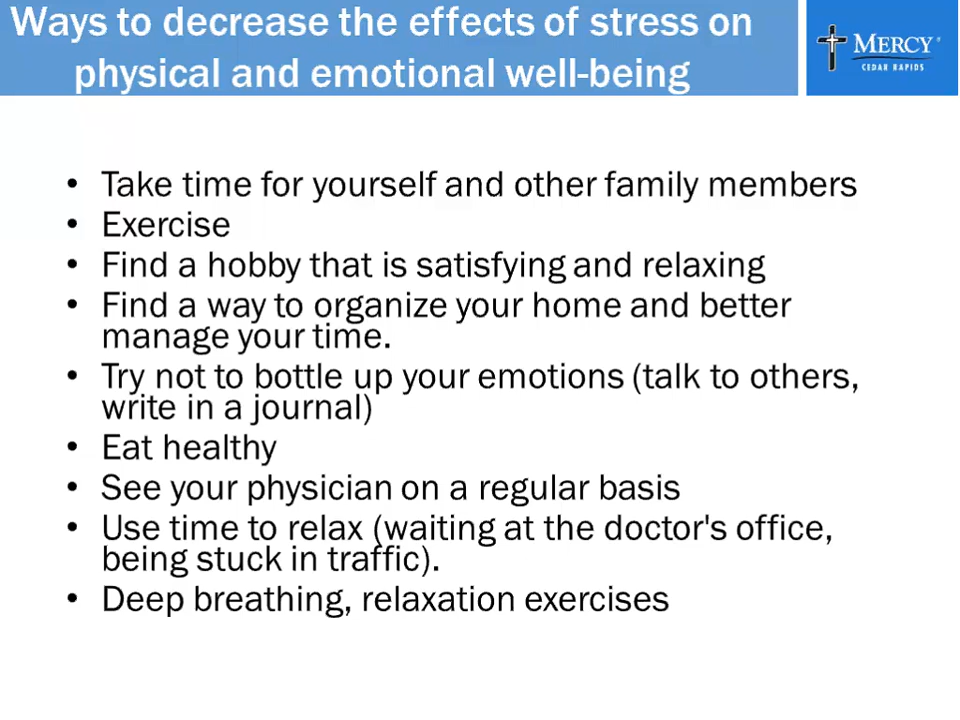 Ways to decrease the effects of stress on
physical and emotional well-being
MERCY®
CEDAR RAPIDS
• Take time for yourself and other family members
• Exercise
• Find a hobby that is satisfying and relaxing
• Find a way to organize your home and better
manage your time.
• Try not to bottle up your emotions (talk to others,
write in a journal)
• Eat healthy
• See your physician on a regular basis
• Use time to relax (waiting at the doctor's office,
being stuck in traffic).
• Deep breathing, relaxation exercises